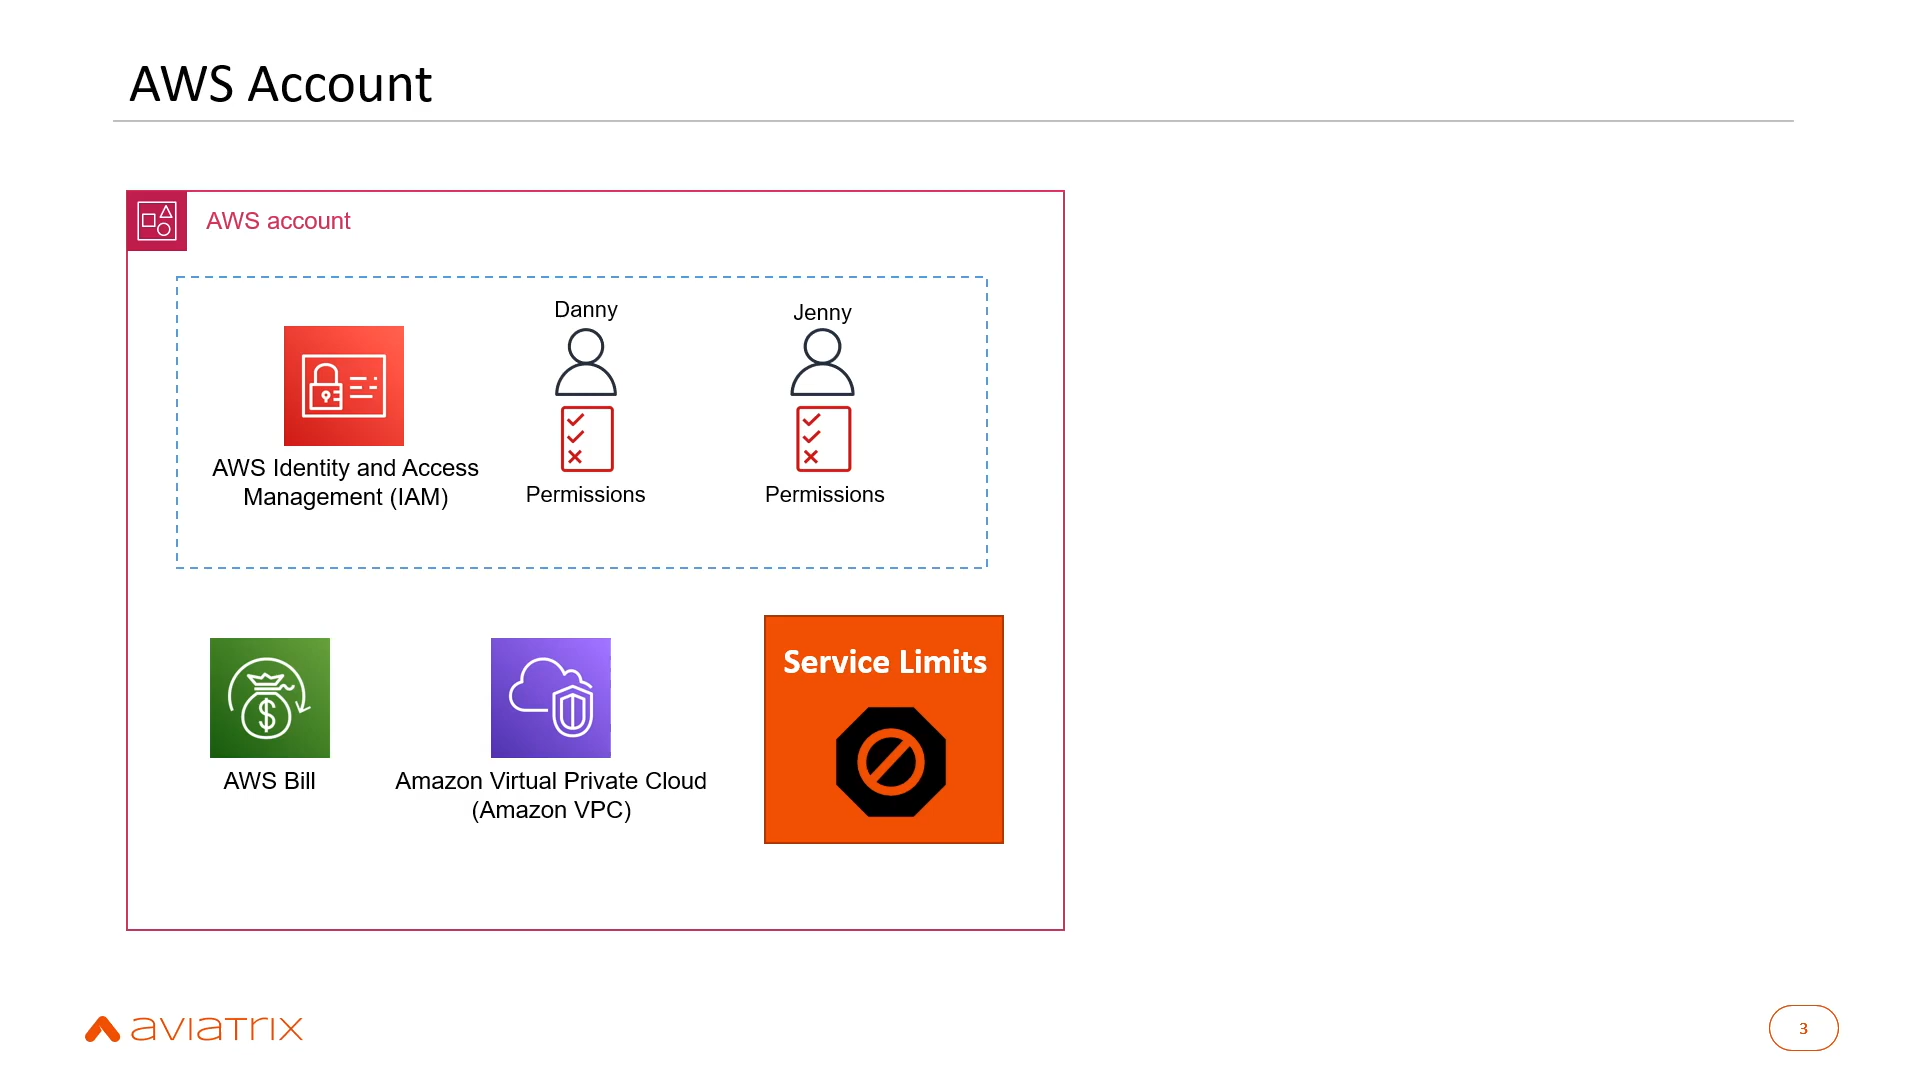 AWS Account
AWS account
Danny
Jenny
AWS Identity and Access
Management (IAM)
Permissions
Permissions
Service Limits
$
AWS Bill
Amazon Virtual Private Cloud
(Amazon VPC)
aviatrix
3